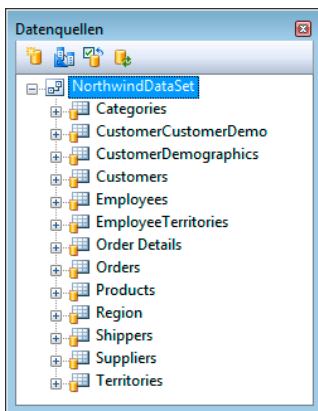 Datenquellen
NorthwindDataSet
Categories
CustomerCustomerDemo
CustomerDemographics
Customers
Employees
EmployeeTerritories
Order Details
Orders
Products
Region
Shippers
Suppliers
Territories